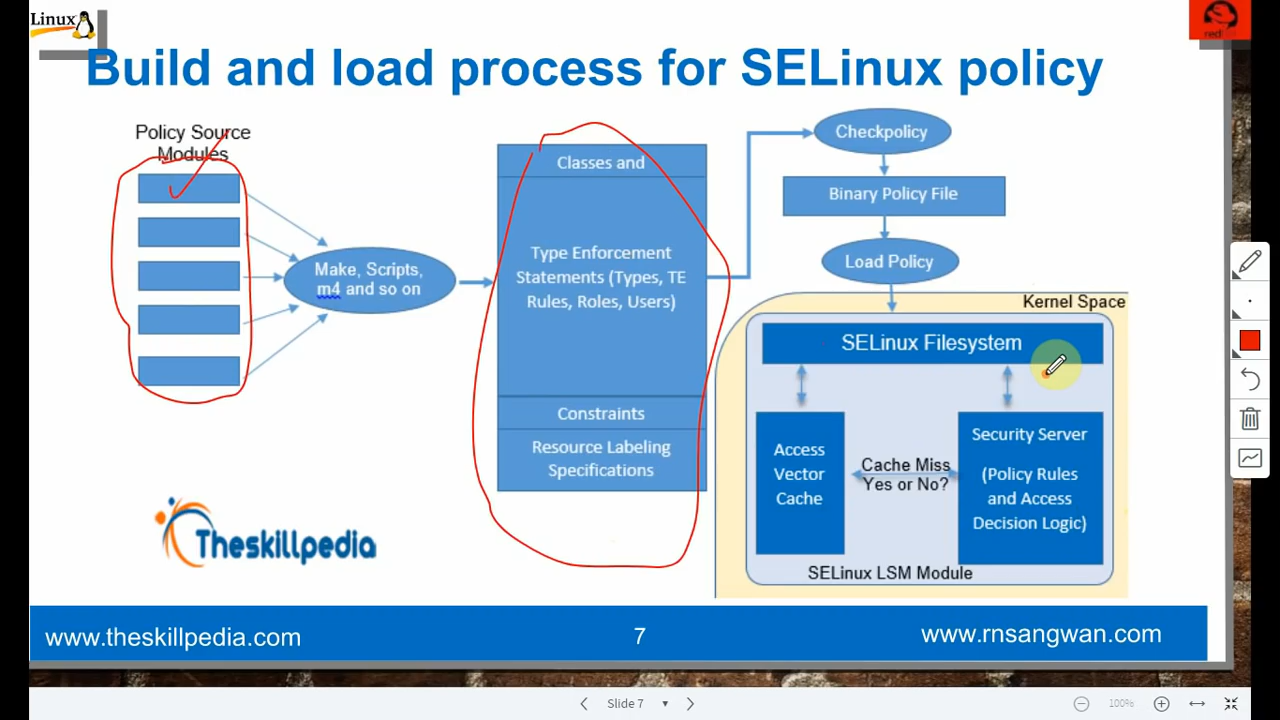 Linux
red
Build and load process for SELinux policy
Policy Source
Modules
Make, Scripts,
m4 and so on
Classes and
Type Enforcement
Statements (Types, TE
Rules, Roles, Users)
Constraints
Resource Labeling
Specifications
Checkpolicy
Binary Policy File
Load Policy
Kernel Space
SELinux Filesystem
Access
Vector
Cache
Cache Miss
Yes or No?
Security Server
(Policy Rules
and Access
Decision Logic)
SELinux LSM Module
Theskillpedia
www.theskillpedia.com
7
www.rnsangwan.com
Slide 7
100%